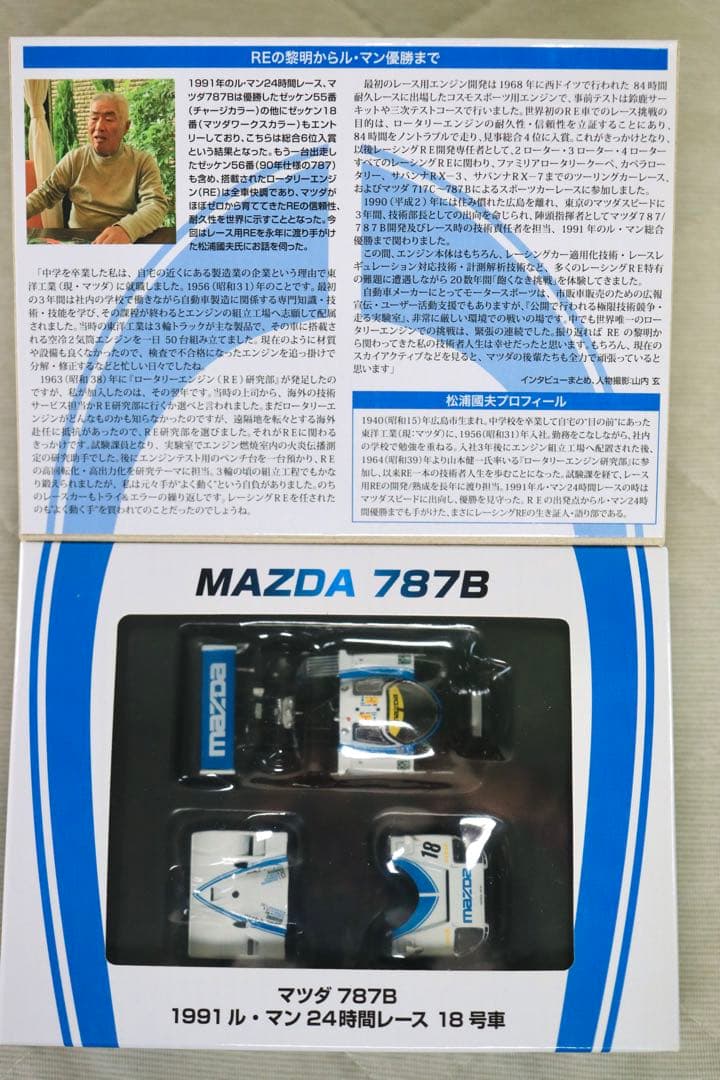 REの黎明からル・マン優勝まで
1991年のル・マン24時間レース、マ
ツダ787Bは優勝したゼッケン55番
(チャージカラー)の他にゼッケン18
番(マツダワークスカラー)もエント
リーしており、こちらは総合6位入賞
という結果となった。もう一台出走し
たゼッケン56番(90年仕様の787)
も含め、搭載されたロータリーエンジ
ン(RE)は全車快調であり、マツダが
ほぼゼロから育ててきたREの信頼性、
耐久性を世界に示すこととなった。今
回はレース用REを永年に渡り手がけ
た松浦國夫氏にお話を伺った。
「中学を卒業した私は、自宅の近くにある製造業の企業という理由で東
洋工業(現・マツダ)に就職しました。1956(昭和31)年のことです。最初
の3年間は社内の学校で働きながら自動車製造に関係する専門知識・技
術・技能を学び、その課程が終わるとエンジンの組立工場へ志願して配属
されました。当時の東洋工業は3輪トラックが主な製品で、その車に搭載さ
れる空冷2気筒エンジンを一日50台組み立てました。現在のように材質
や設備も良くなかったので、検査で不合格になったエンジンを追っ掛けて
分解・修正するなどと忙しい日々でしたね。
1963(昭和38)年に『ロータリーエンジン(RE)研究部』が発足したの
ですが、私が加入したのは、その翌年です。当時の上司から、海外の技術
サービス担当かRE研究部に行くか選べと言われました。まだロータリーエ
ンジンがどんなものかも知らなかったのですが、遠隔地を転々とする海外
赴任に抵抗があったので、RE研究部を選びました。それがREに関わる
きっかけです。試験課員となり、実験室でエンジン燃焼室内の火炎伝播測
定の研究助手でした。後にエンジンテスト用のベンチ台を一台預かり、RE
の高回転化・高出力化を研究テーマに担当。3輪の頃の組立工程でもかな
り鍛えられましたが、私は元々手が"よく動く"という自負がありました。のち
のレースカーもトライ&エラーの繰り返しです。レーシングREを任された
のも"よく動く手"を買われてのことだったのでしょうね。
最初のレース用エンジン開発は1968年に西ドイツで行われた84時間
耐久レースに出場したコスモスポーツ用エンジンで、事前テストは鈴鹿サー
キットや三次テストコースで行いました。世界初のRE車でのレース挑戦の
目的は、ロータリーエンジンの耐久性・信頼性を立証することにあり、
84時間をノントラブルで走り、見事総合4位に入賞。これがきっかけとなり、
以後レーシングRE開発専任者として、2ローター・3ローター・4ローター
すべてのレーシングREに関わり、ファミリアロータリークーペ、カペラロー
タリー、サバンナRX-3、サバンナRX-7までのツーリングカーレース、
およびマツダ717C~787Bによるスポーツカーレースに参加しました。
1990(平成2)年には住み慣れた広島を離れ、東京のマツダスピードに
3年間、技術部長としての出向を命じられ、陣頭指揮者としてマツダ787/
787B開発及びレース時の技術責任者を担当、1991年のル・マン総合
優勝まで関わりました。
この間、エンジン本体はもちろん、レーシングカー適用化技術・レース
レギュレーション対応技術・計測解析技術など、多くのレーシングRE特有
の難題に遭遇しながら20数年間「飽くなき挑戦」を体験してきました。
自動車メーカーにとってモータースポーツは、市販車販売のための広報
宣伝・ユーザー活動支援でもありますが、『公開で行われる極限技術競争・
走る実験室』、非常に厳しい環境での戦いの場です。中でも世界唯一のロー
タリーエンジンでの挑戦は、緊張の連続でした。振り返れば REの黎明か
ら関わってきた私の技術者人生は幸せだったと思います。もちろん、現在の
スカイアクティブなどを見ると、マツダの後輩たちも全力で頑張っていると
思います」
インタビューまとめ、人物撮影:山内 玄
松浦國夫プロフィール
1940(昭和15)年広島市生まれ。中学校を卒業して自宅の"目の前"にあった
東洋工業(現:マツダ)に、1956(昭和31)年入社。勤務をこなしながら、社内
の学校で勉強を重ねる。入社3年後にエンジン組立工場へ配置された後、
1964(昭和39)年より山本健一氏率いる『ロータリーエンジン研究部』に参
加し、以来RE一本の技術者人生を歩むことになった。試験課を経て、レース
用REの開発/熟成を長年に渡り担当。1991年ル・マン24時間レースの時は
マツダスピードに出向し、優勝を見守った。REの出発点からル・マン24時
間優勝までも手がけた、まさにレーシングREの生き証人・語り部である。
MAZDA 787B
mazda
mazda
18
mazda
マツダ 787B
1991 ル・マン 24時間レース 18 号車